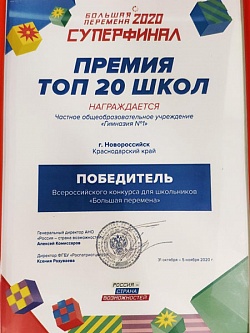 БОЛЬШАЯ ПЕРЕМЕНА 2020
СУПЕРФИНАЛ
ПРЕМИЯ
ТОП 20 ШКОЛ
НАГРАЖДАЕТСЯ
Частное общеобразовательное учреждение
«Гимназия №1»
г. Новороссийск
Краснодарский край
ПОБЕДИТЕЛЬ
Всероссийского конкурса для школьников
«Большая перемена»
Генеральный директор АНО
«Россия – страна возможностей»
Алексей Комиссаров
Директор ФГБУ «Роспатриотцентр»
Ксения Разуваева
31 октября – 5 ноября 2020 г.
РОССИЯ –
СТРАНА
ВОЗМОЖНОСТЕЙ